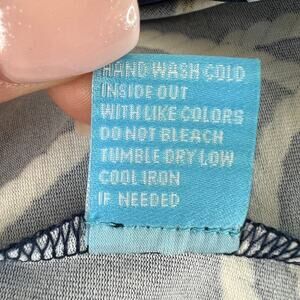 HAND WASH COLD
INSIDE OUT
WITH LIKE COLORS
DO NOT BLEACH
TUMBLE DRY LOW
COOL IRON
IF NEEDED